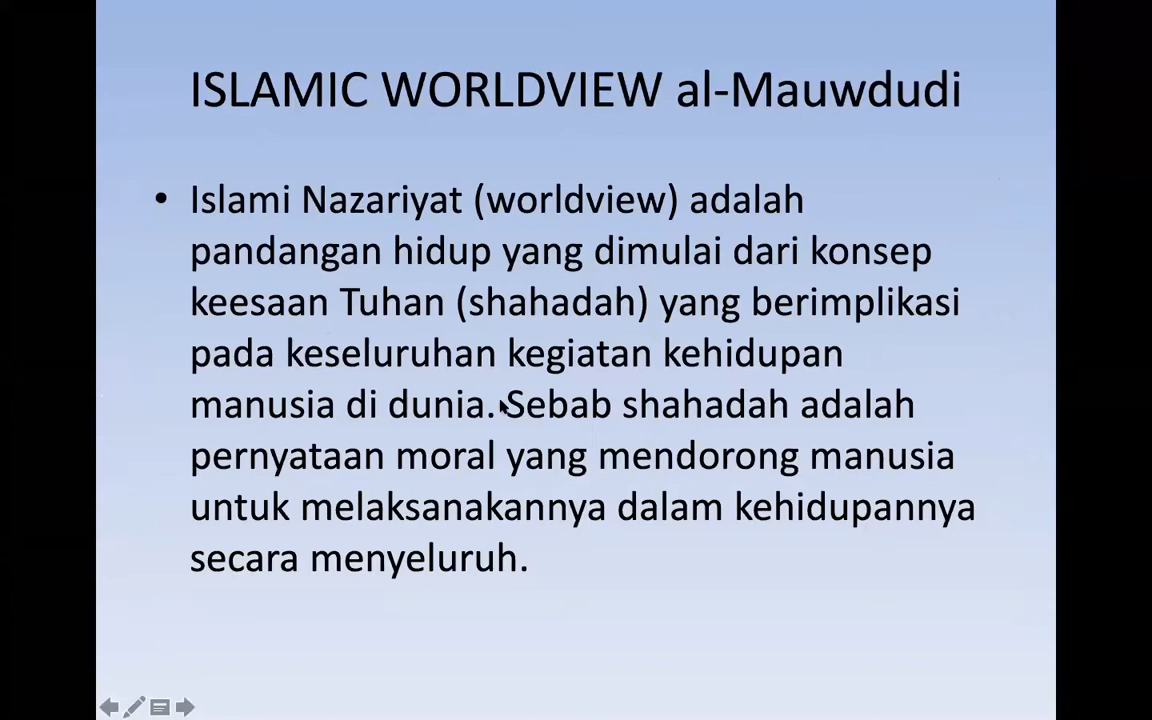 ISLAMIC WORLDVIEW al-Mauwdudi
• Islami Nazariyat (worldview) adalah
pandangan hidup yang dimulai dari konsep
keesaan Tuhan (shahadah) yang berimplikasi
pada keseluruhan kegiatan kehidupan
manusia di dunia. Sebab shahadah adalah
pernyataan moral yang mendorong manusia
untuk melaksanakannya dalam kehidupannya
secara menyeluruh.